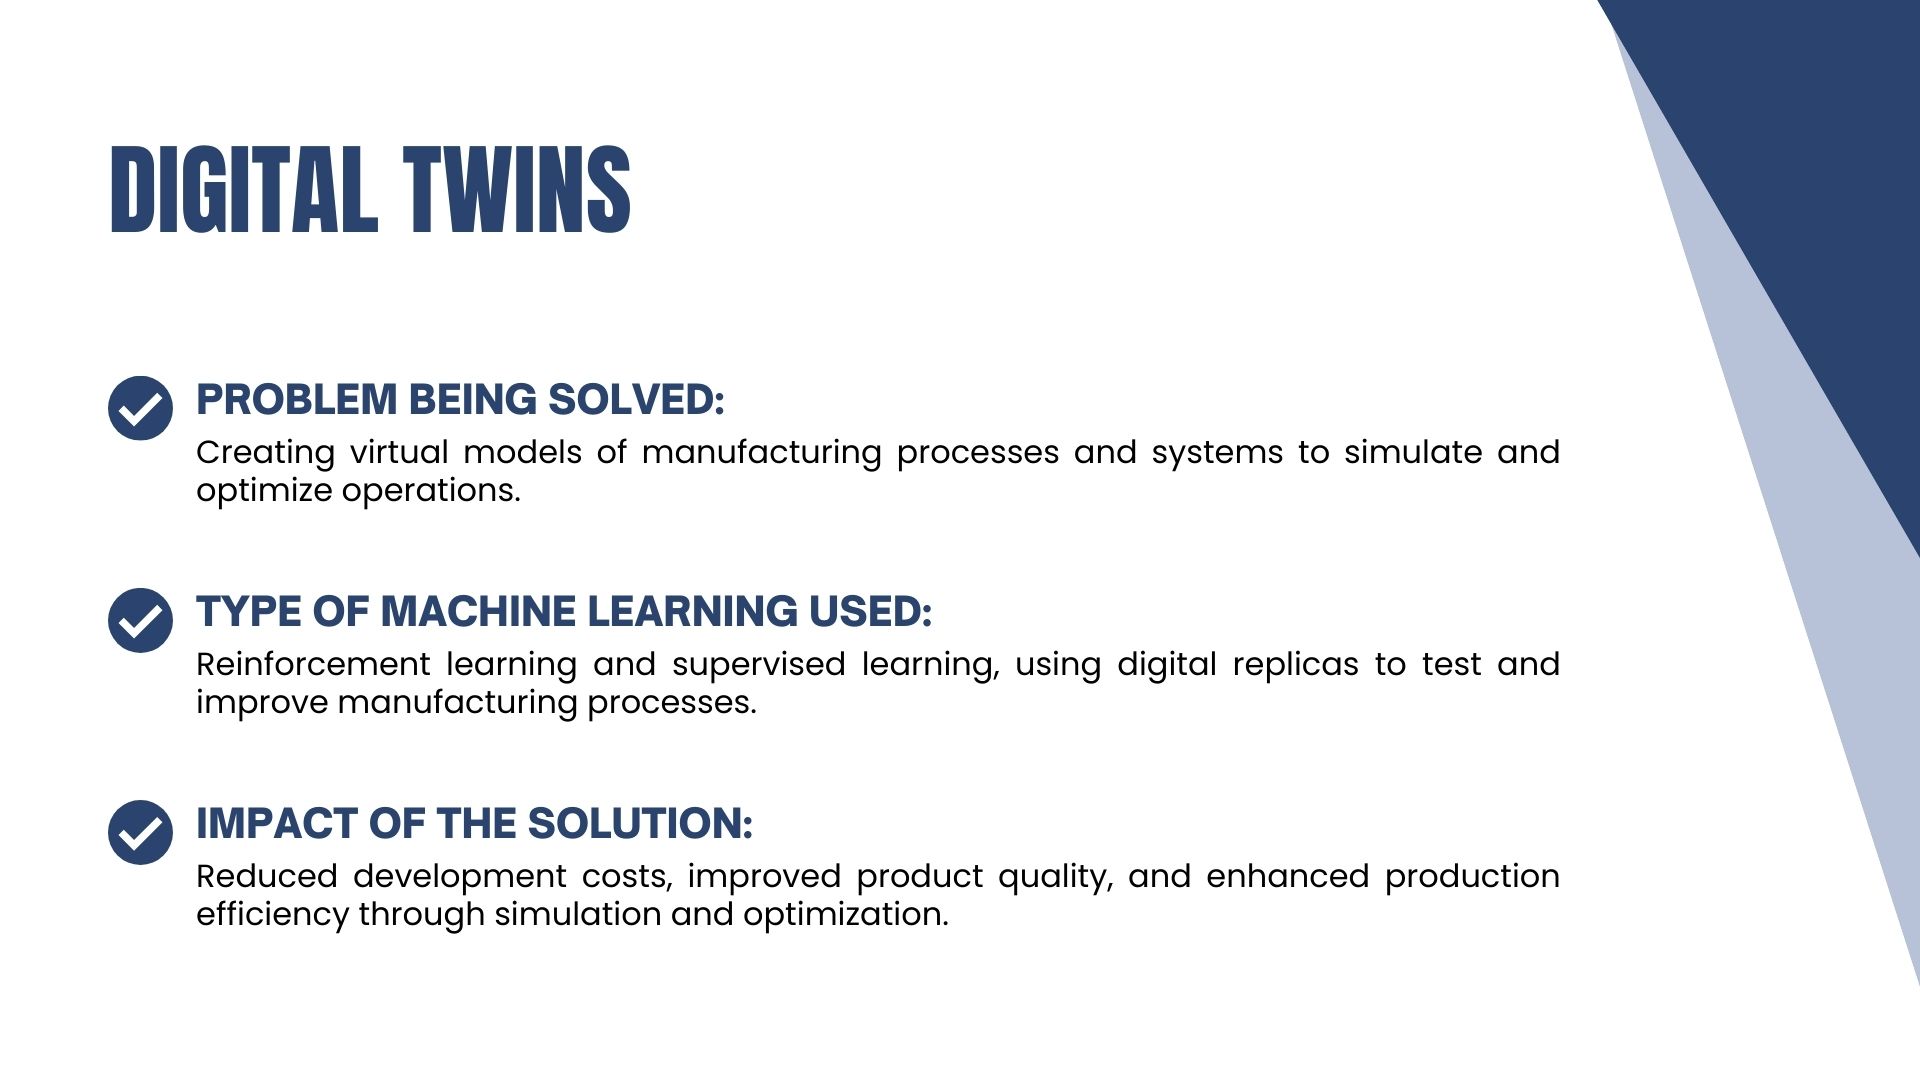 DIGITAL TWINS
PROBLEM BEING SOLVED:
Creating virtual models of manufacturing processes and systems to simulate and
optimize operations.
TYPE OF MACHINE LEARNING USED:
Reinforcement learning and supervised learning, using digital replicas to test and
improve manufacturing processes.
IMPACT OF THE SOLUTION:
Reduced development costs, improved product quality, and enhanced production
efficiency through simulation and optimization.